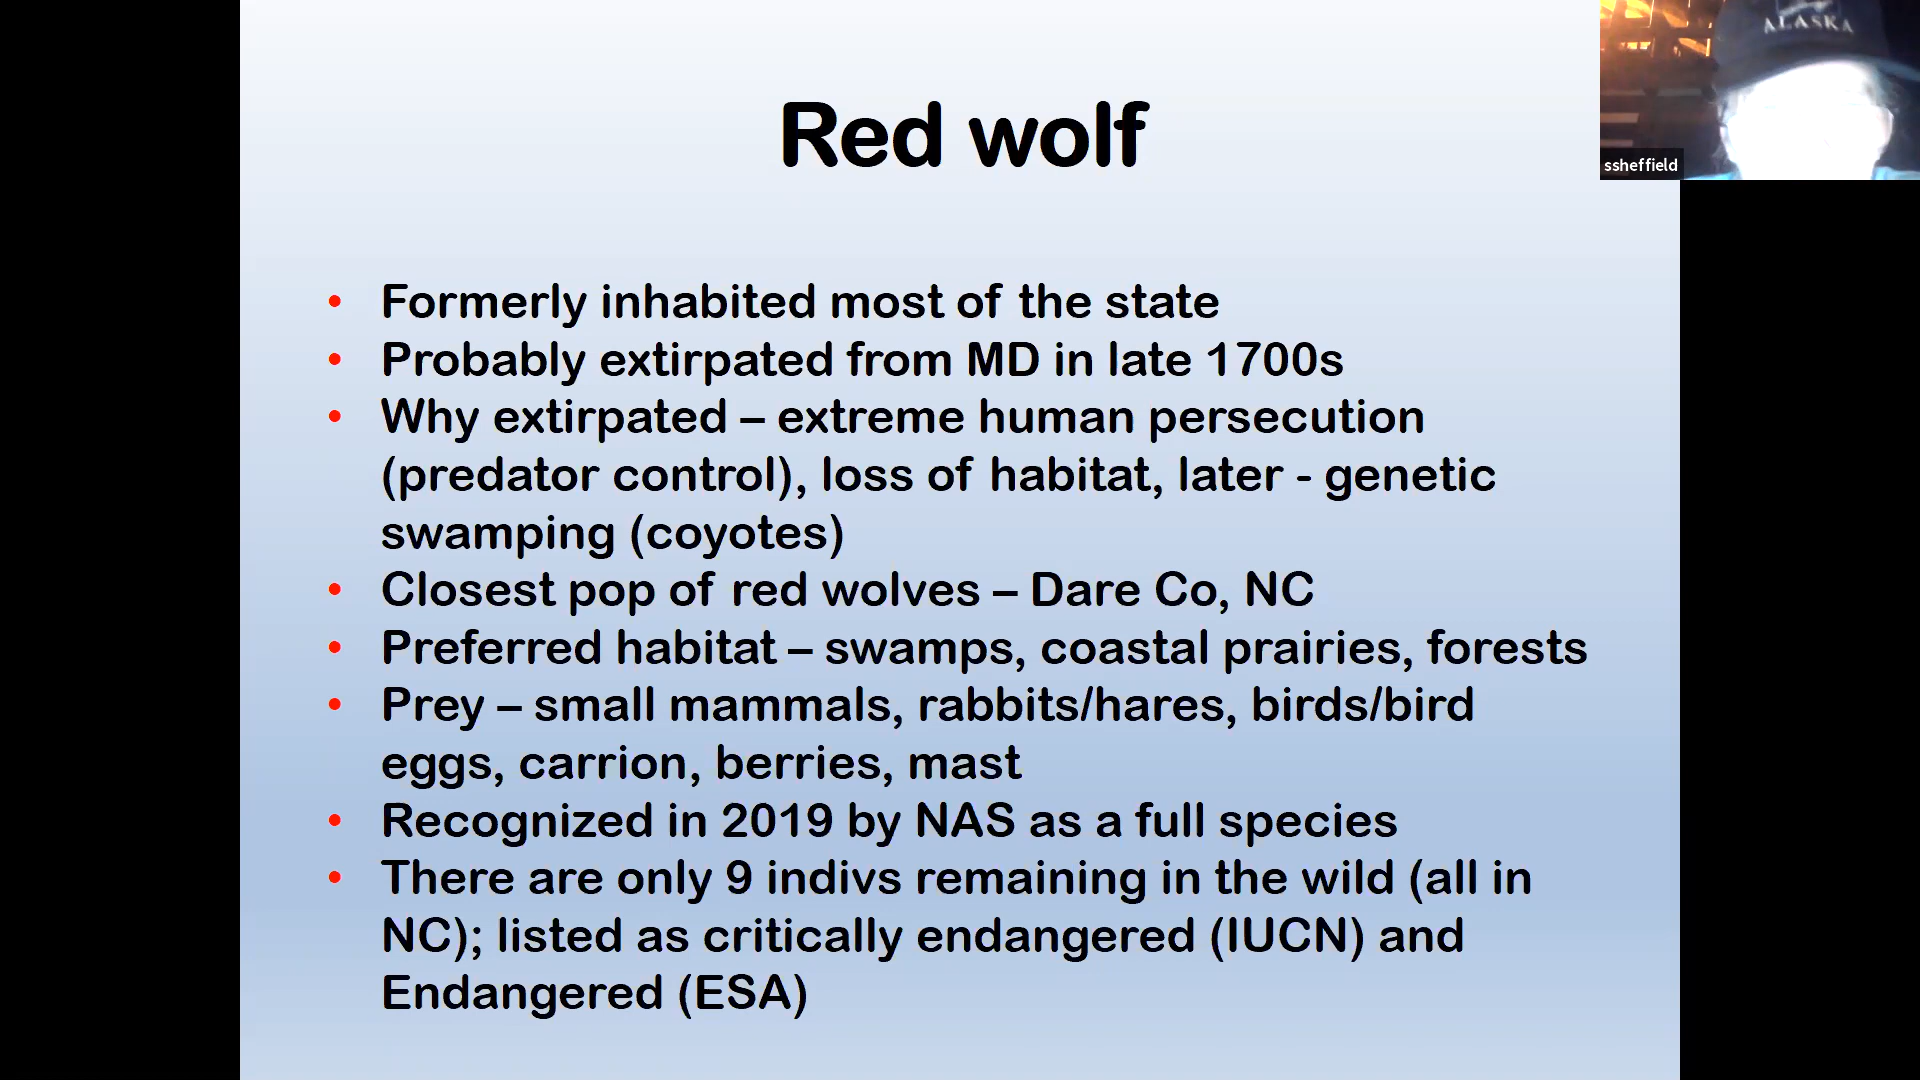 ALASKA
Red wolf
ssheffield
• Formerly inhabited most of the state
• Probably extirpated from MD in late 1700s
• Why extirpated – extreme human persecution
(predator control), loss of habitat, later - genetic
swamping (coyotes)
• Closest pop of red wolves – Dare Co, NC
• Preferred habitat – swamps, coastal prairies, forests
• Prey – small mammals, rabbits/hares, birds/bird
eggs, carrion, berries, mast
• Recognized in 2019 by NAS as a full species
• There are only 9 indivs remaining in the wild (all in
NC); listed as critically endangered (IUCN) and
Endangered (ESA)